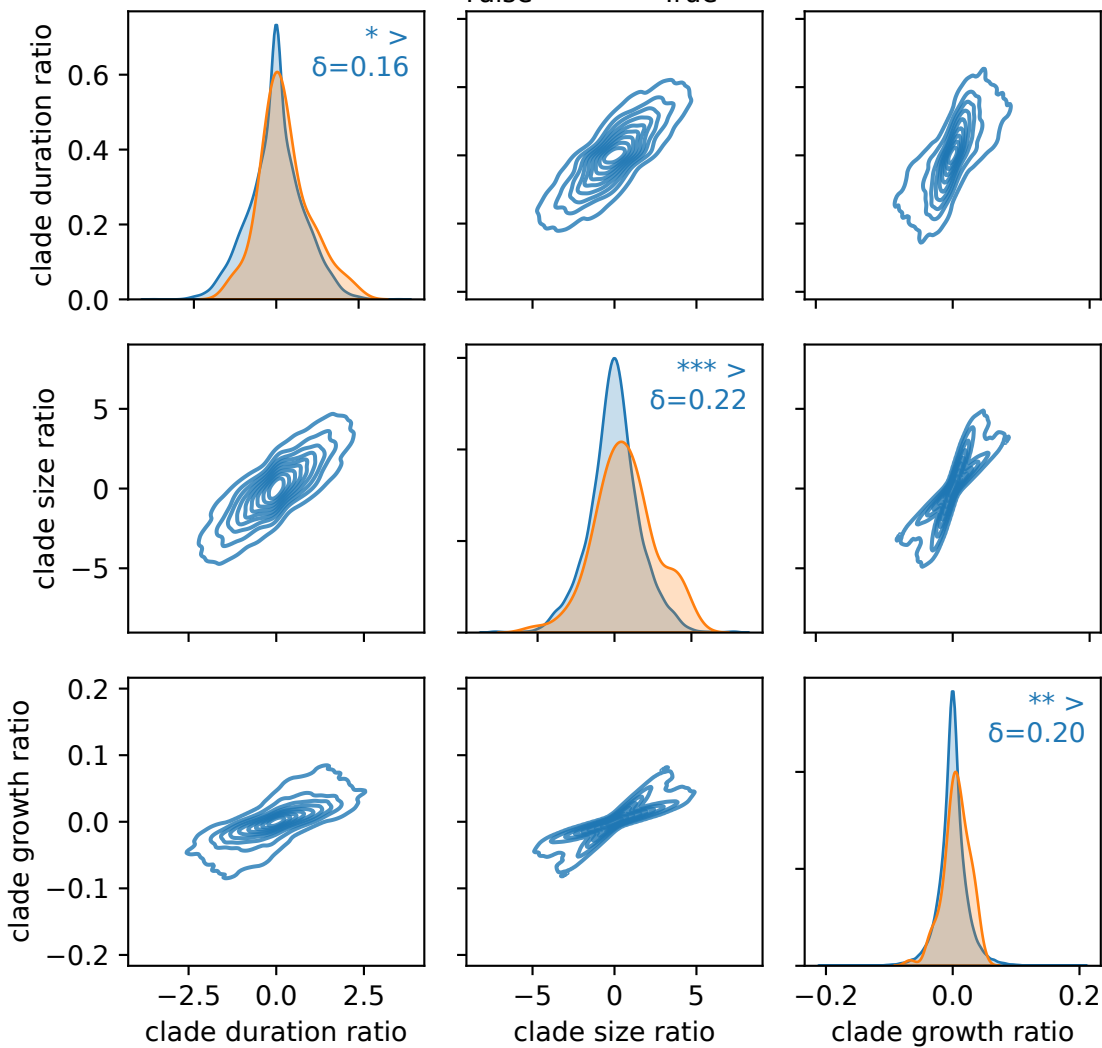 True
clade duration ratio
0.6
0.4
0.2
0.0
* >
δ=0.16
clade size ratio
5
0
−5
*** >
δ=0.22
clade growth ratio
0.2
0.1
0.0
−0.1
−0.2
** >
δ=0.20
−2.5 0.0 2.5
−5 0 5
−0.2 0.0 0.2
clade duration ratio
clade size ratio
clade growth ratio